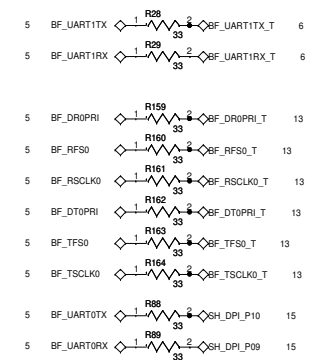 R28
5 BF_UART1TX 1 2 BF_UART1TX_T 6
33
R29
5 BF_UART1RX 1 2 BF_UART1RX_T 6
33
R159
5 BF_DR0PRI 1 2 BF_DR0PRI_T 13
33
R160
5 BF_RFS0 1 2 BF_RFS0_T 13
33
R161
5 BF_RSCLK0 1 2 BF_RSCLK0_T 13
33
R162
5 BF_DT0PRI 1 2 BF_DT0PRI_T 13
33
R163
5 BF_TFS0 1 2 BF_TFS0_T 13
33
R164
5 BF_TSCLK0 1 2 BF_TSCLK0_T 13
33
R88
5 BF_UART0TX 1 2 SH_DPI_P10 15
33
R89
5 BF_UART0RX 1 2 SH_DPI_P09 15
33